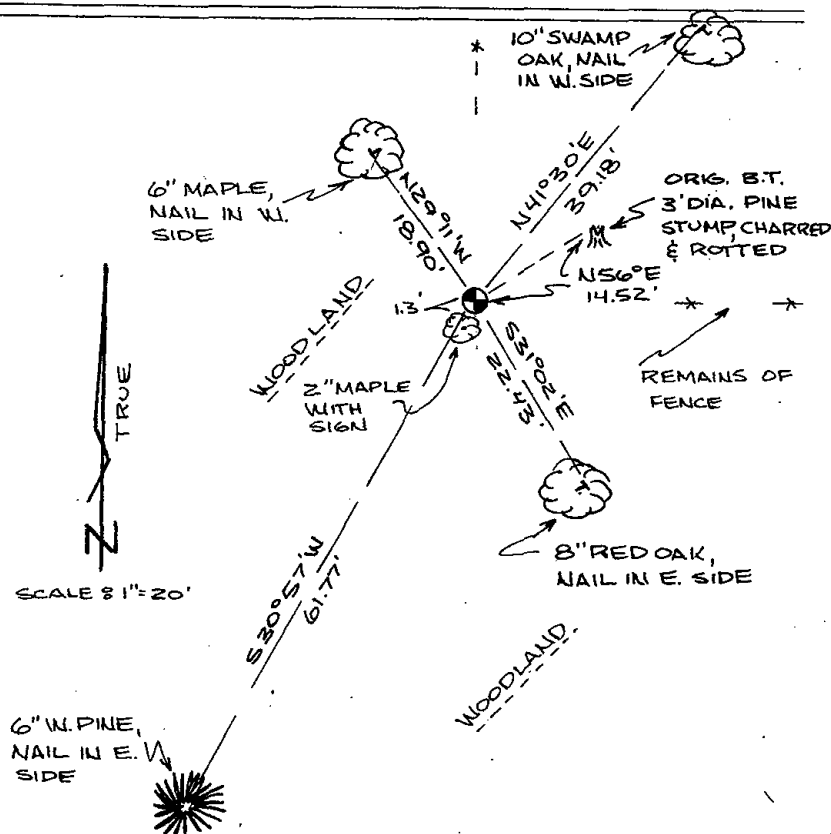 10" SWAMP
OAK, NAIL
IN W. SIDE
6" MAPLE,
NAIL IN W.
SIDE
N41°30'E
39.18'
ORIG. B.T.
3' DIA. PINE
STUMP, CHARRED
& ROTTED
N29°11'W
18.90'
N56°E
14.52'
1.3'
WOODLAND
TRUE
2" MAPLE
WITH
SIGN
S31°02'E
22.43'
REMAINS OF
FENCE
N
SCALE : 1"=20'
8" RED OAK,
NAIL IN E. SIDE
S30°57'W
61.77'
WOODLAND
6" W. PINE,
NAIL IN E.
SIDE